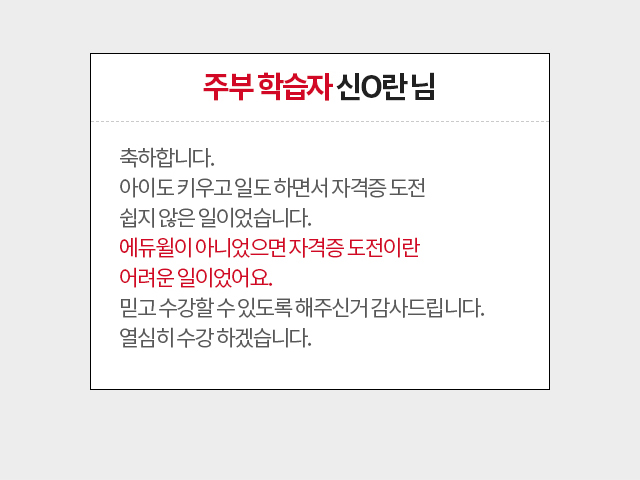 주부 학습자 신O란 님
축하합니다.
아이도 키우고 일도 하면서 자격증 도전
쉽지 않은 일이었습니다.
에듀윌이 아니었으면 자격증 도전이란
어려운 일이었어요.
믿고 수강할 수 있도록 해주신거 감사드립니다.
열심히 수강 하겠습니다.